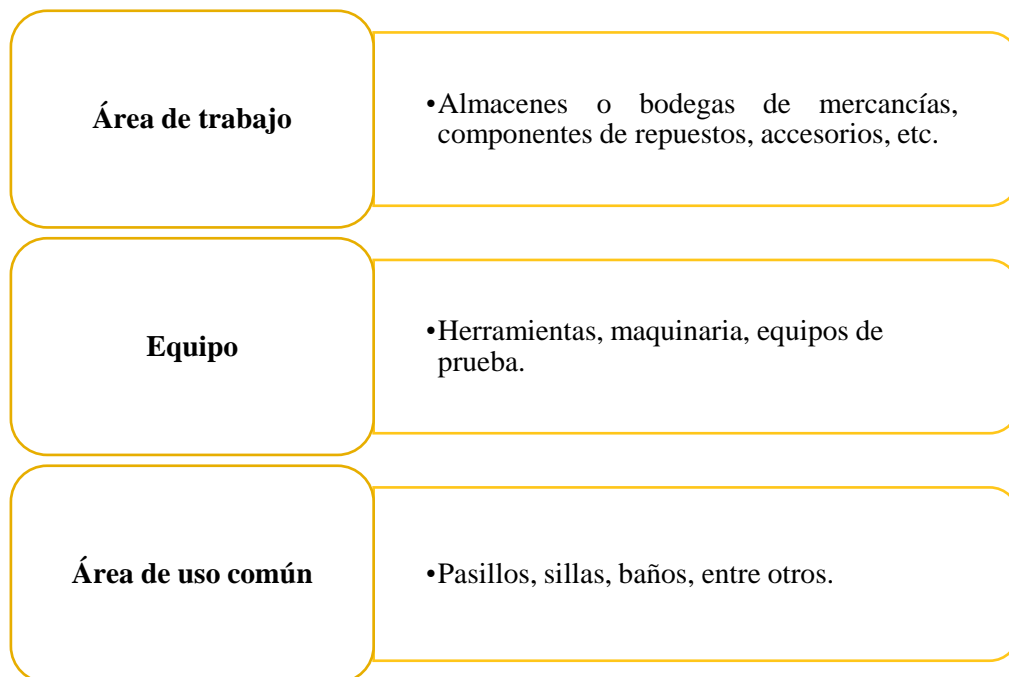 Área de trabajo
•Almacenes o bodegas de mercancías,
componentes de repuestos, accesorios, etc.
Equipo
•Herramientas, maquinaria, equipos de
prueba.
Área de uso común
•Pasillos, sillas, baños, entre otros.